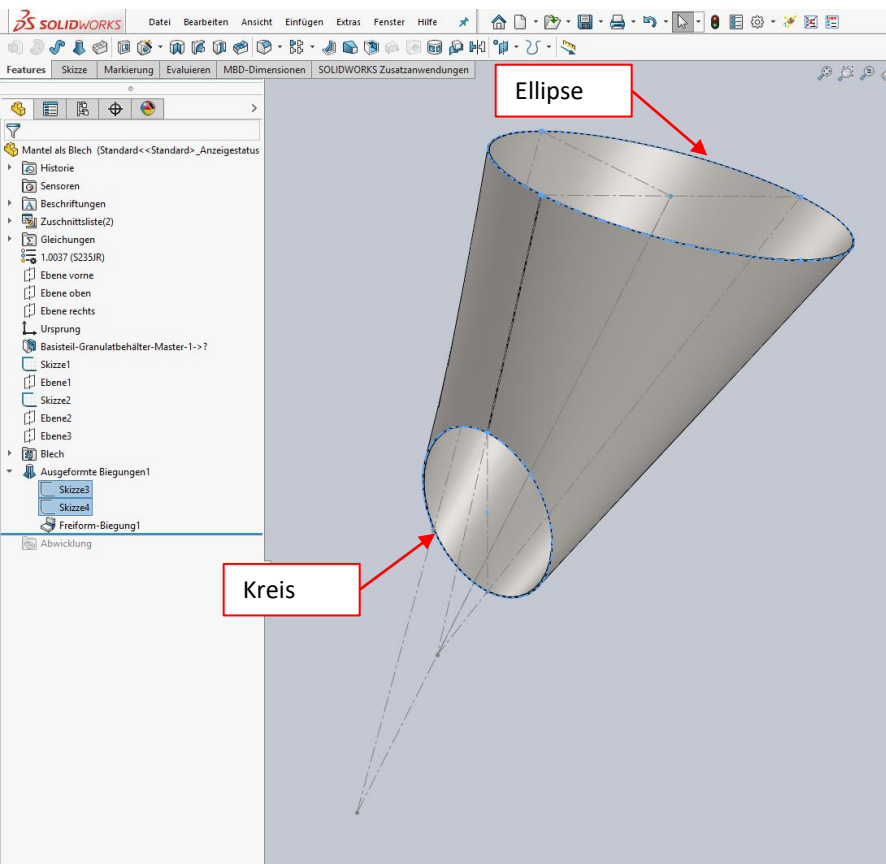 SOLIDWORKS Datei Bearbeiten Ansicht Einfügen Extras Fenster Hilfe
Features Skizze Markierung Evaluieren MBD-Dimensionen SOLIDWORKS Zusatzanwendungen
Mantel als Blech (Standard<<Standard>_Anzeigestatus
Historie
Sensoren
Beschriftungen
Zuschnittsliste(2)
Gleichungen
1.0037 (S235JR)
Ebene vorne
Ebene oben
Ebene rechts
Ursprung
Basisteil-Granulatbehälter-Master-1->?
Skizze1
Ebene1
Skizze2
Ebene2
Ebene3
Blech
Ausgeformte Biegungen1
Skizze3
Skizze4
Freiform-Biegung1
Abwicklung
Ellipse
Kreis